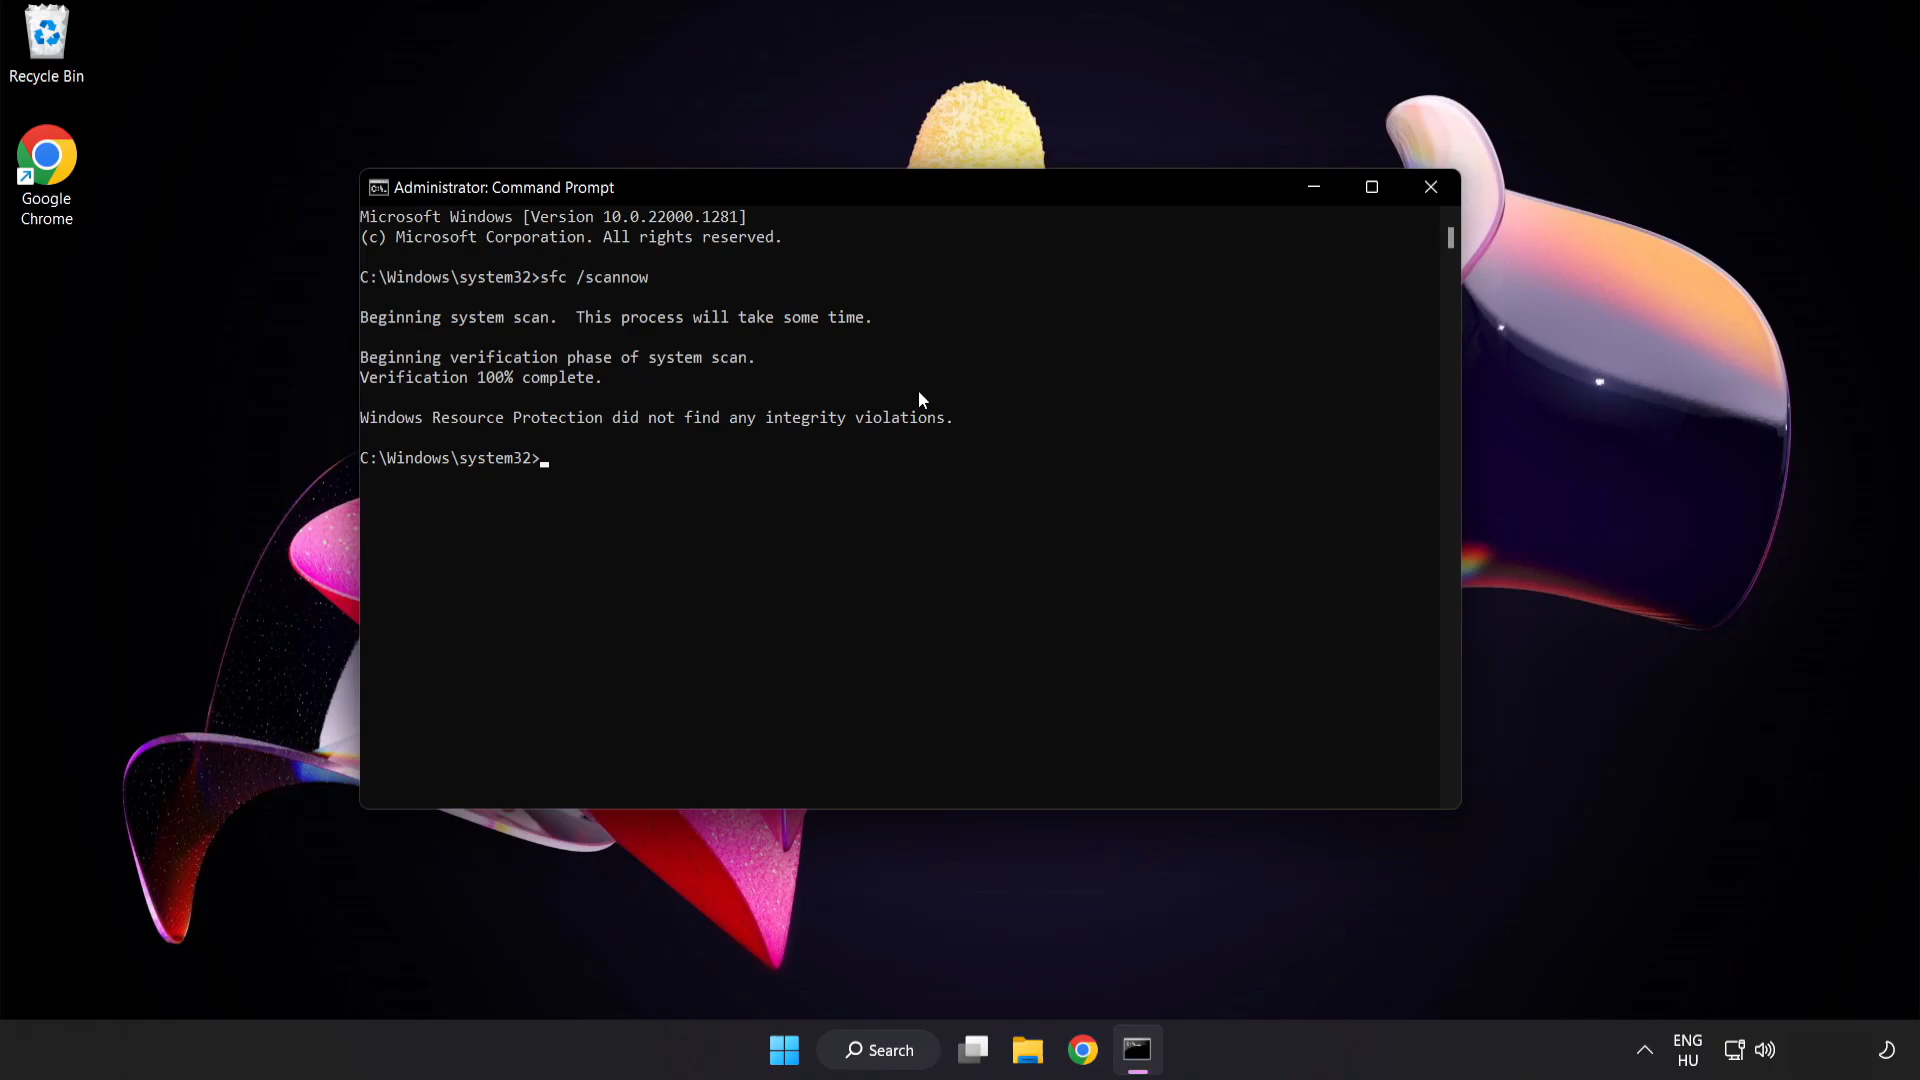 Recycle Bin
Google
Chrome
Administrator: Command Prompt
Microsoft Windows [Version 10.0.22000.1281]
(c) Microsoft Corporation. All rights reserved.
C:\Windows\system32>sfc /scannow
Beginning system scan.  This process will take some time.
Beginning verification phase of system scan.
Verification 100% complete.
Windows Resource Protection did not find any integrity violations.
C:\Windows\system32>
Search
ENG
HU